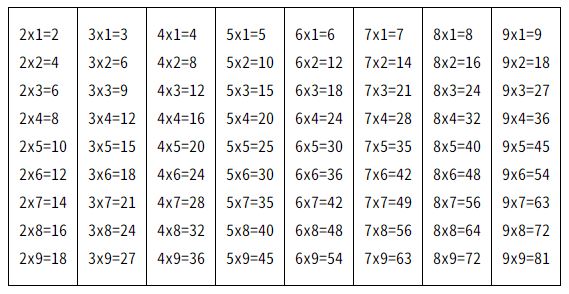 2x1=2 3x1=3 4x1=4 5x1=5 6x1=6 7x1=7 8x1=8 9x1=9
2x2=4 3x2=6 4x2=8 5x2=10 6x2=12 7x2=14 8x2=16 9x2=18
2x3=6 3x3=9 4x3=12 5x3=15 6x3=18 7x3=21 8x3=24 9x3=27
2x4=8 3x4=12 4x4=16 5x4=20 6x4=24 7x4=28 8x4=32 9x4=36
2x5=10 3x5=15 4x5=20 5x5=25 6x5=30 7x5=35 8x5=40 9x5=45
2x6=12 3x6=18 4x6=24 5x6=30 6x6=36 7x6=42 8x6=48 9x6=54
2x7=14 3x7=21 4x7=28 5x7=35 6x7=42 7x7=49 8x7=56 9x7=63
2x8=16 3x8=24 4x8=32 5x8=40 6x8=48 7x8=56 8x8=64 9x8=72
2x9=18 3x9=27 4x9=36 5x9=45 6x9=54 7x9=63 8x9=72 9x9=81